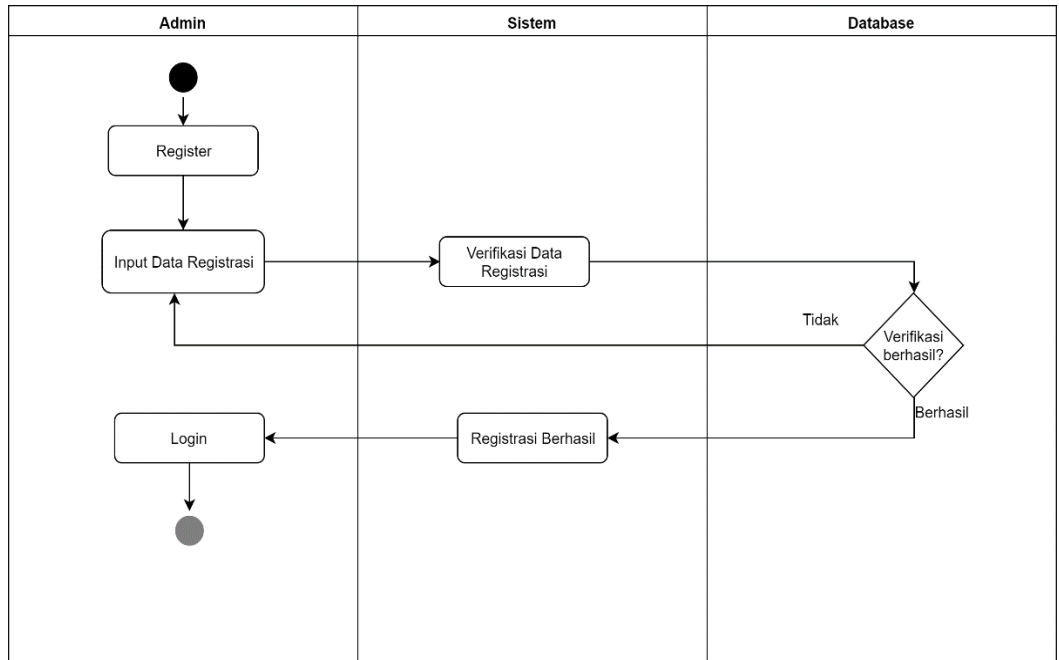 Admin
Sistem
Database
Register
Input Data Registrasi
Verifikasi Data
Registrasi
Tidak
Verifikasi
berhasil?
Berhasil
Login
Registrasi Berhasil